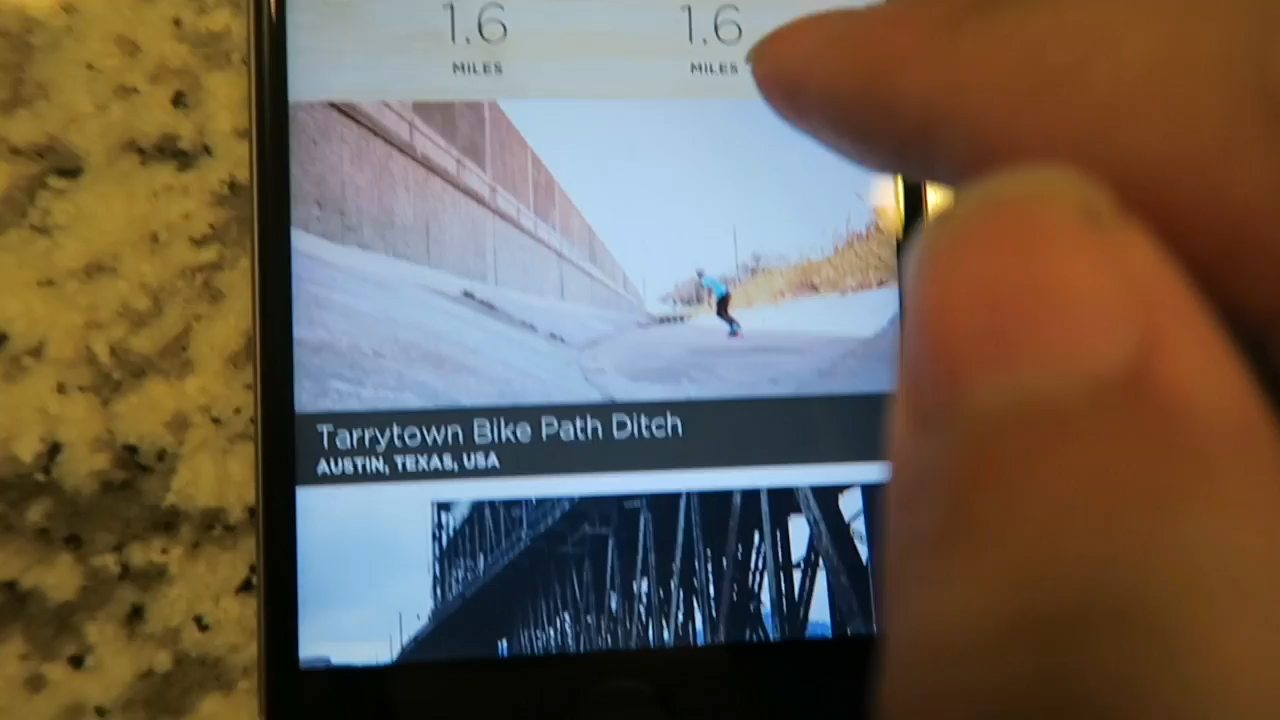 1.6 1.6
MILES MILES
Tarrytown Bike Path Ditch
AUSTIN, TEXAS, USA